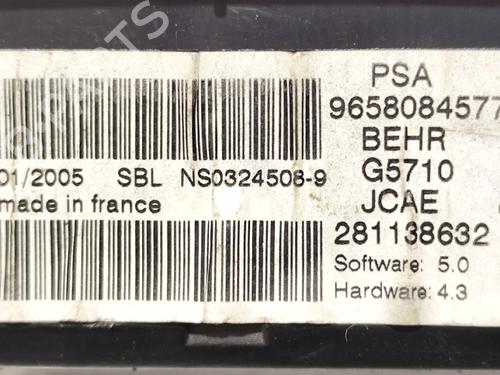 PSA
9658084577
BEHR
01/2005 SBL NS0324508-9
G5710
made in france
JCAE
281138632
Software: 5.0
Hardware: 4.3